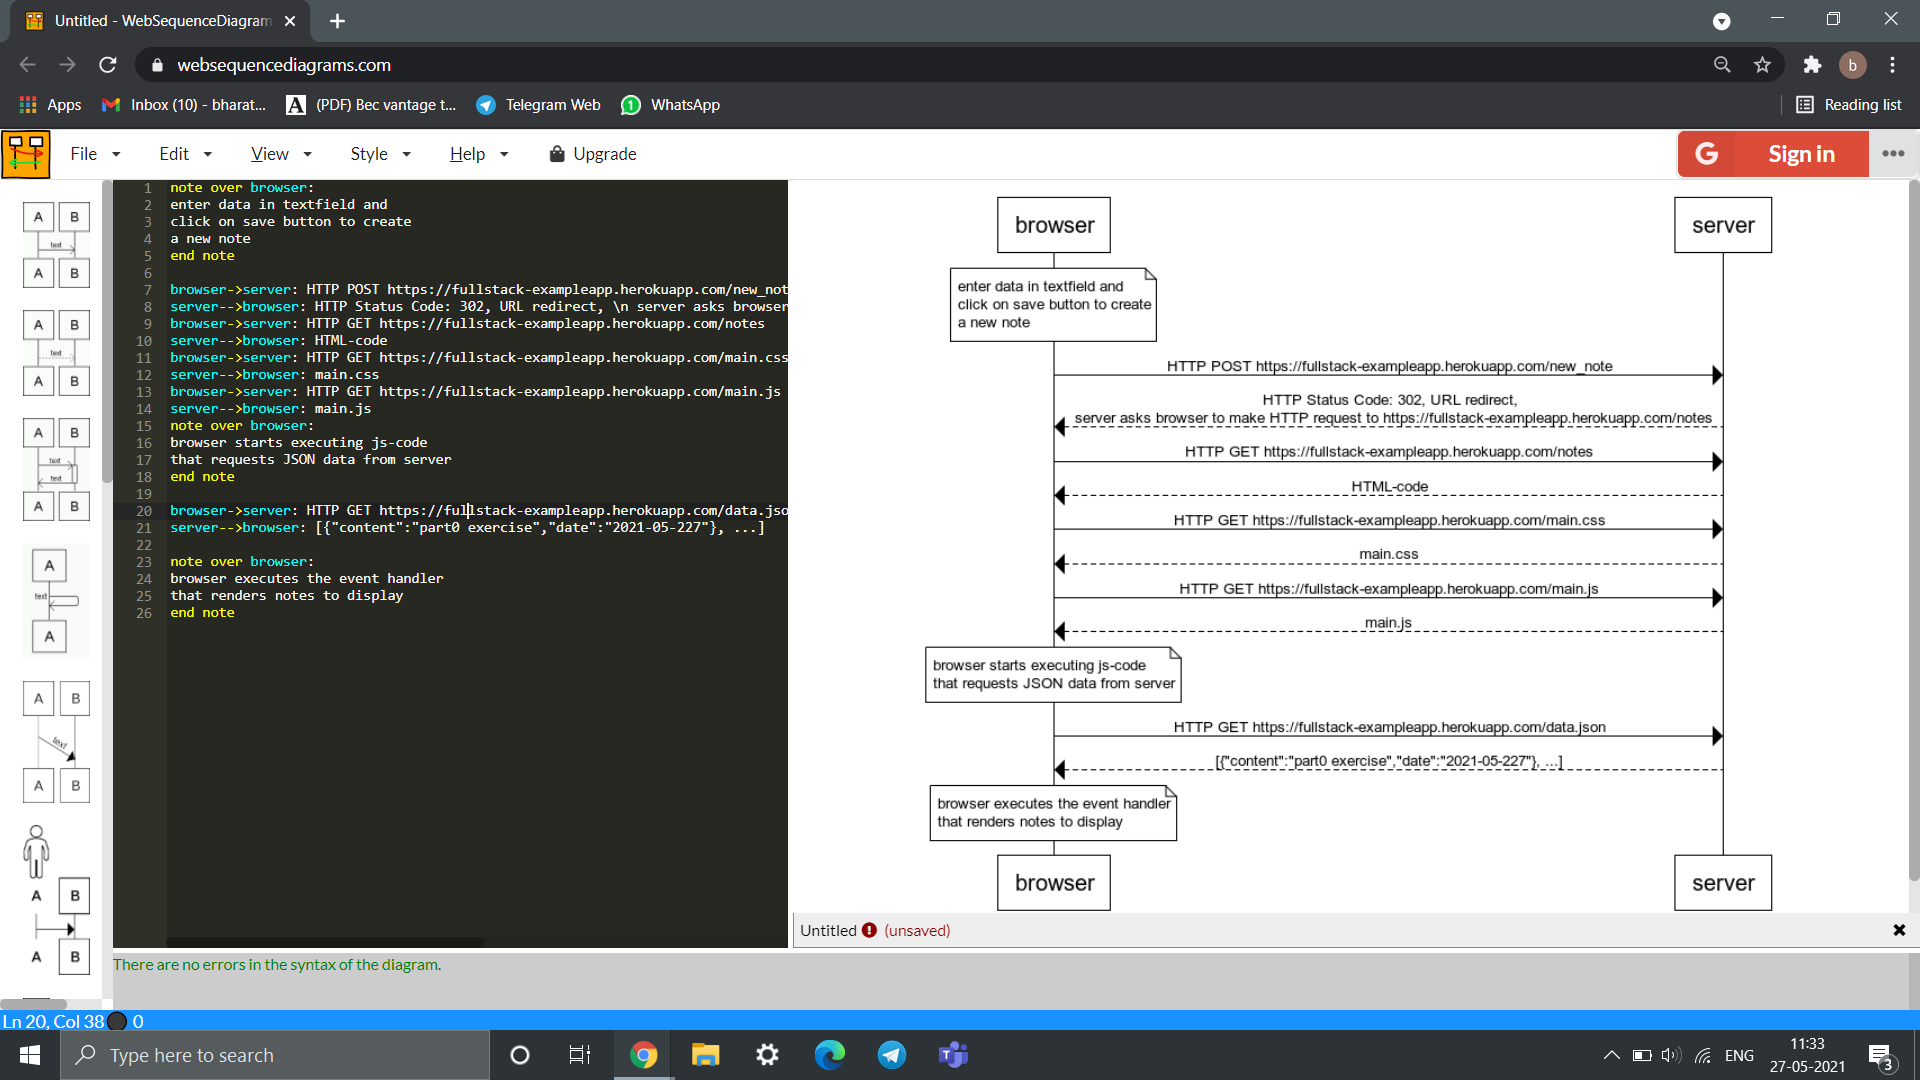 Untitled - WebSequenceDiagram
websequencediagrams.com
b
Apps
Inbox (10) - bharat...
A
(PDF) Bec vantage t...
Telegram Web
1
WhatsApp
Reading list
File
Edit
View
Style
Help
Upgrade
G Sign in
A B
text
A B
A B
text
A B
A B
text
text
A B
A
text
A
A B
text
A B
A B
A B
1 note over browser:
2 enter data in textfield and
3 click on save button to create
4 a new note
5 end note
6
7 browser->server: HTTP POST https://fullstack-exampleapp.herokuapp.com/new_not
8 server-->browser: HTTP Status Code: 302, URL redirect, \n server asks browser
9 browser->server: HTTP GET https://fullstack-exampleapp.herokuapp.com/notes
10 server-->browser: HTML-code
11 browser->server: HTTP GET https://fullstack-exampleapp.herokuapp.com/main.css
12 server-->browser: main.css
13 browser->server: HTTP GET https://fullstack-exampleapp.herokuapp.com/main.js
14 server-->browser: main.js
15 note over browser:
16 browser starts executing js-code
17 that requests JSON data from server
18 end note
19
20 browser->server: HTTP GET https://fullstack-exampleapp.herokuapp.com/data.jso
21 server-->browser: [{"content":"part0 exercise","date":"2021-05-227"}, ...]
22
23 note over browser:
24 browser executes the event handler
25 that renders notes to display
26 end note
browser
server
enter data in textfield and
click on save button to create
a new note
HTTP POST https://fullstack-exampleapp.herokuapp.com/new_note
HTTP Status Code: 302, URL redirect,
server asks browser to make HTTP request to https://fullstack-exampleapp.herokuapp.com/notes
HTTP GET https://fullstack-exampleapp.herokuapp.com/notes
HTML-code
HTTP GET https://fullstack-exampleapp.herokuapp.com/main.css
main.css
HTTP GET https://fullstack-exampleapp.herokuapp.com/main.js
main.js
browser starts executing js-code
that requests JSON data from server
HTTP GET https://fullstack-exampleapp.herokuapp.com/data.json
[{"content":"part0 exercise","date":"2021-05-227"}, ...]
browser executes the event handler
that renders notes to display
browser
server
Untitled ! (unsaved)
There are no errors in the syntax of the diagram.
Ln 20, Col 38 0
Type here to search
ENG
11:33
27-05-2021
3